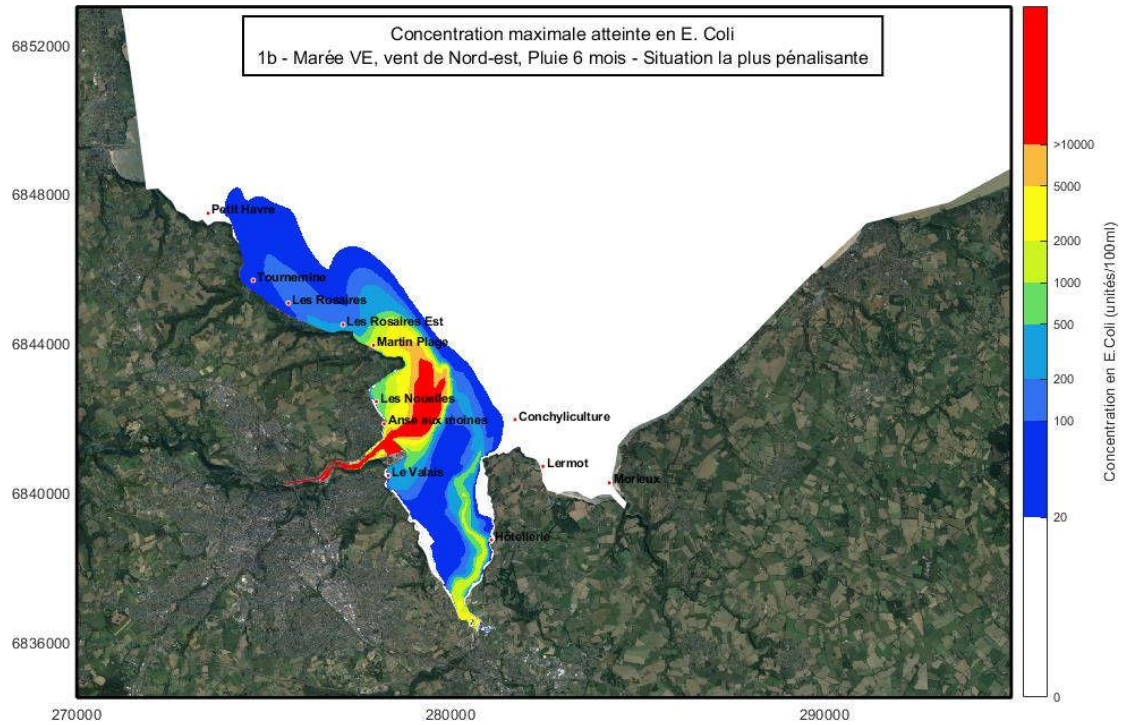 Concentration maximale atteinte en E. Coli
1b - Marée VE, vent de Nord-est, Pluie 6 mois - Situation la plus pénalisante
6852000
6848000
6844000
6840000
6836000
270000
280000
290000
Petit Havre
Tournemine
Les Rosaires
Les Rosaires Est
Martin Plage
Les Nouelles
Anse aux moines
Conchyliculture
Le Valais
Lermot
Morieux
Hôtellerie
>10000
5000
2000
1000
500
200
100
20
0
Concentration en E.Coli (unités/100ml)